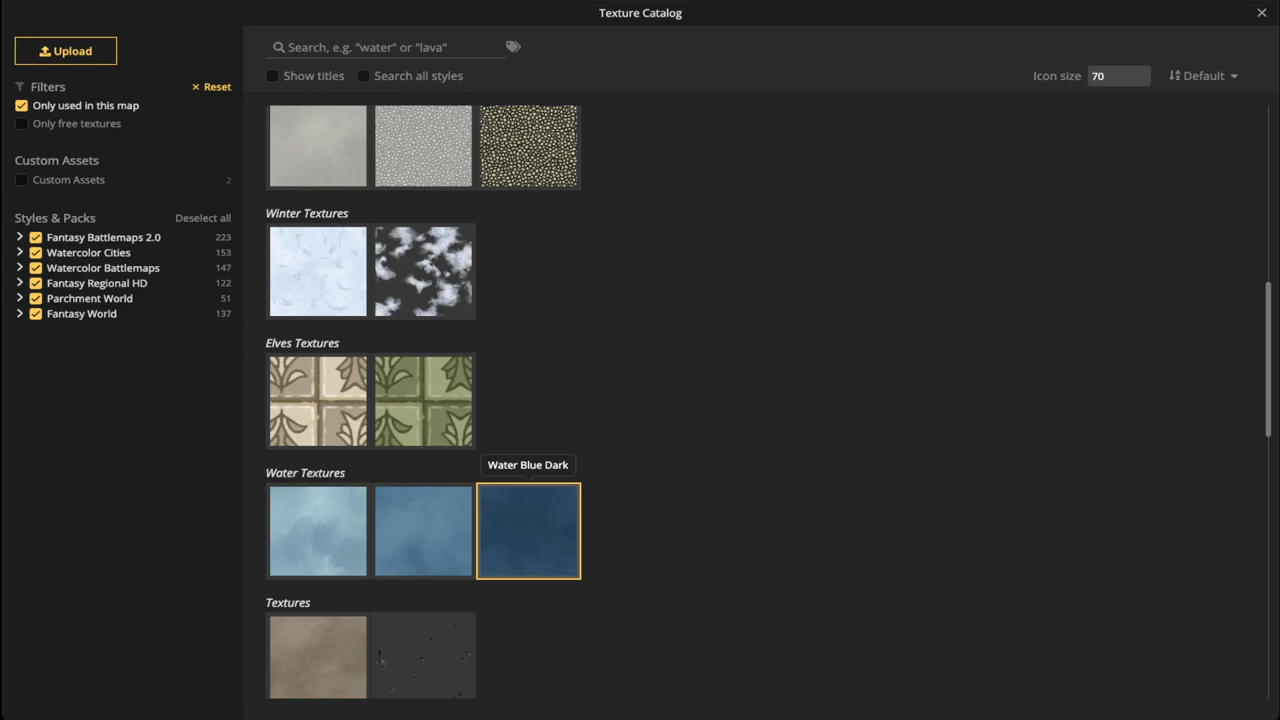 Texture Catalog
Upload
Filters
Reset
Only used in this map
Only free textures
Custom Assets
Custom Assets 2
Styles & Packs Deselect all
Fantasy Battlemaps 2.0 223
Watercolor Cities 153
Watercolor Battlemaps 147
Fantasy Regional HD 122
Parchment World 51
Fantasy World 137
Search, e.g. "water" or "lava"
Show titles Search all styles Icon size 70 Default
Winter Textures
Elves Textures
Water Textures
Water Blue Dark
Textures